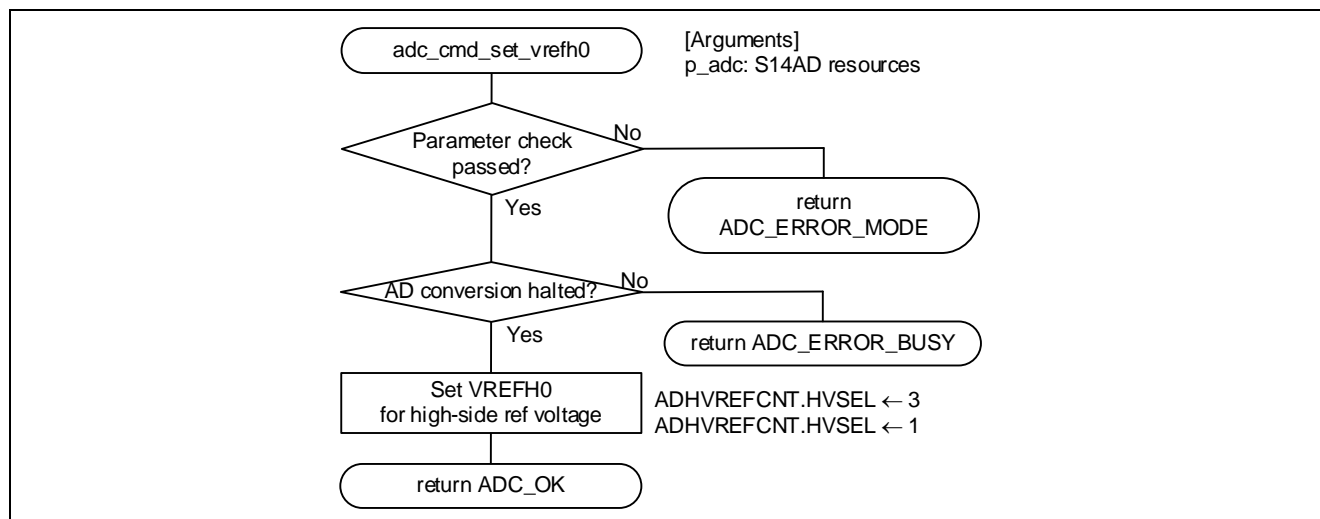 adc_cmd_set_vrefh0
[Arguments]
p_adc: S14AD resources
Parameter check
passed?
No
Yes
return
ADC_ERROR_MODE
AD conversion halted?
No
Yes
return ADC_ERROR_BUSY
Set VREFH0
for high-side ref voltage
ADHVREFCNT.HVSEL ← 3
ADHVREFCNT.HVSEL ← 1
return ADC_OK